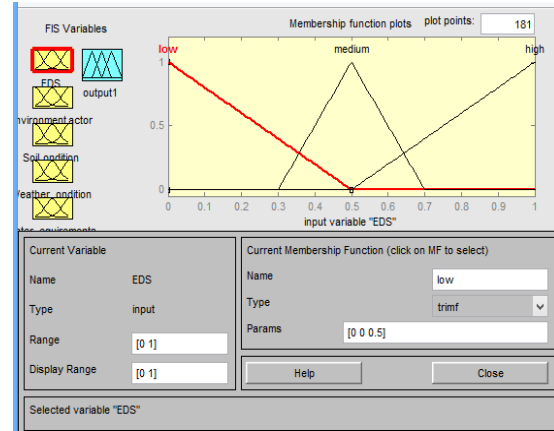 FIS Variables
Membership function plots
plot points:
181
EDS
output1
nvironment actor
Soil ondition
Weather_ondition
low
medium
high
1
0.5
0
0 0.1 0.2 0.3 0.4 0.5 0.6 0.7 0.8 0.9 1
input variable "EDS"
Current Variable
Name EDS
Type input
Range [0 1]
Display Range [0 1]
Current Membership Function (click on MF to select)
Name low
Type trimf
Params [0 0 0.5]
Help Close
Selected variable "EDS"